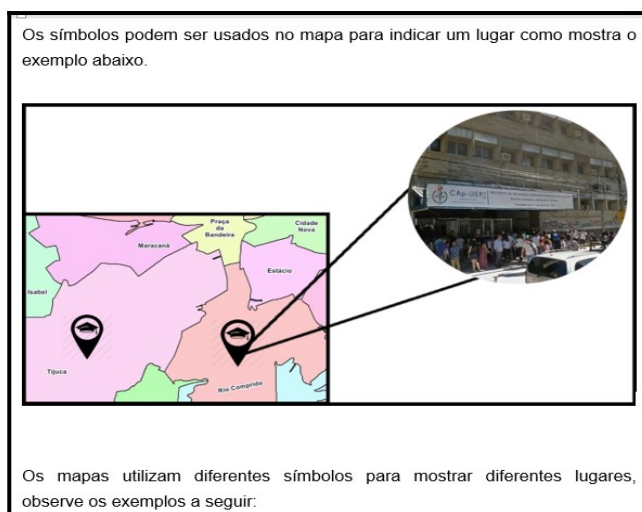 Os símbolos podem ser usados no mapa para indicar um lugar como mostra o
exemplo abaixo.
CAp-UERJ
Praça
da
Bandeira
Cidade
Nova
Maracanã
Estácio
Isabel
Tijuca
Rio Comprido
Os mapas utilizam diferentes símbolos para mostrar diferentes lugares,
observe os exemplos a seguir: